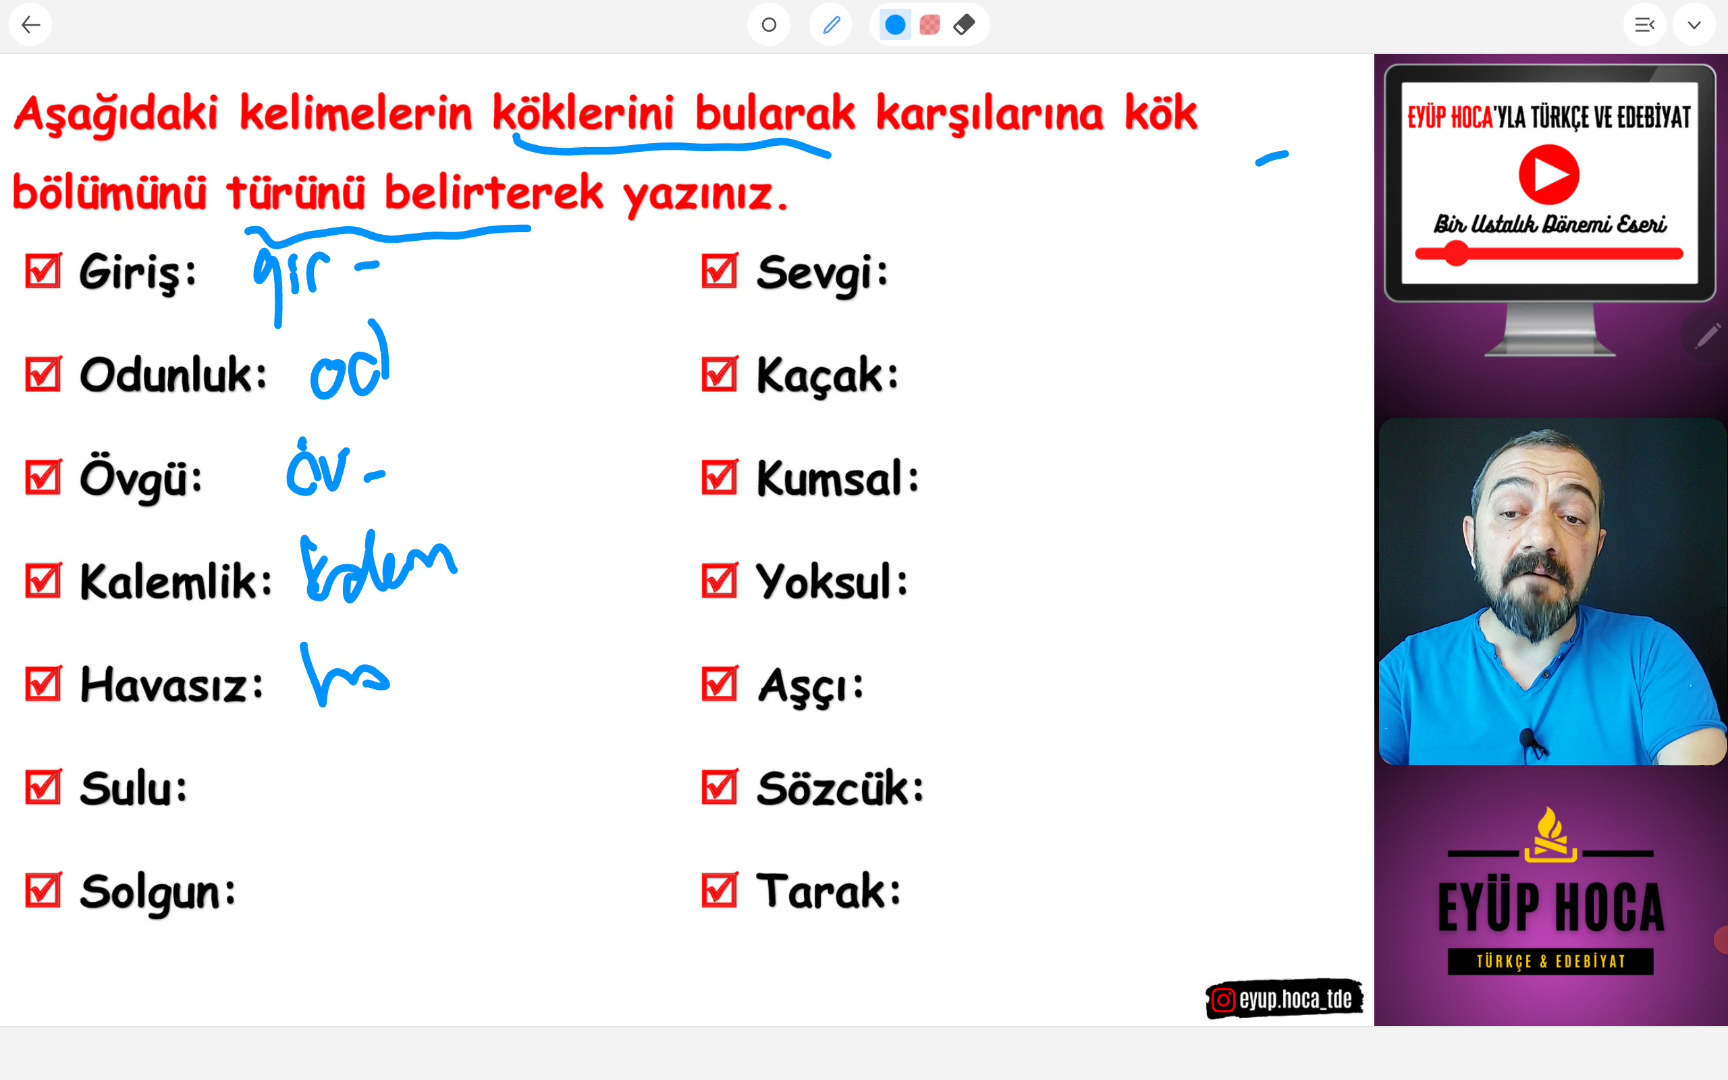 Aşağıdaki kelimelerin köklerini bularak karşılarına kök
bölümünü türünü belirterek yazınız.
Giriş: gir -
Odunluk: od
Övgü: öv -
Kalemlik: kalem
Havasız: ha
Sulu:
Solgun:
Sevgi:
Kaçak:
Kumsal:
Yoksul:
Aşçı:
Sözcük:
Tarak:
eyup.hoca_tde
EYÜP HOCA'YLA TÜRKÇE VE EDEBİYAT
Bir Ustalık Dönemi Eseri
EYÜP HOCA
TÜRKÇE & EDEBİYAT